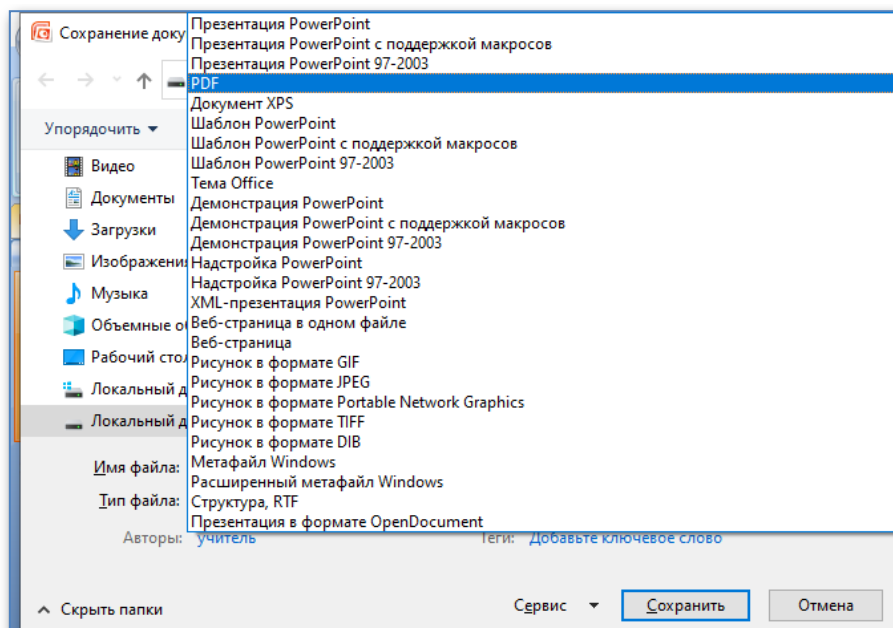 Сохранение доку
Презентация PowerPoint
Презентация PowerPoint с поддержкой макросов
Презентация PowerPoint 97-2003
PDF
Документ XPS
Шаблон PowerPoint
Шаблон PowerPoint с поддержкой макросов
Шаблон PowerPoint 97-2003
Тема Office
Демонстрация PowerPoint
Демонстрация PowerPoint с поддержкой макросов
Демонстрация PowerPoint 97-2003
Надстройка PowerPoint
Надстройка PowerPoint 97-2003
XML-презентация PowerPoint
Веб-страница в одном файле
Веб-страница
Рисунок в формате GIF
Рисунок в формате JPEG
Рисунок в формате Portable Network Graphics
Рисунок в формате TIFF
Рисунок в формате DIB
Метафайл Windows
Расширенный метафайл Windows
Структура, RTF
Презентация в формате OpenDocument
Упорядочить
Видео
Документы
Загрузки
Изображени
Музыка
Объемные о
Рабочий сто
Локальный д
Локальный д
Имя файла:
Тип файла:
Авторы: учитель Теги: Добавьте ключевое слово
Скрыть папки Сервис Сохранить Отмена